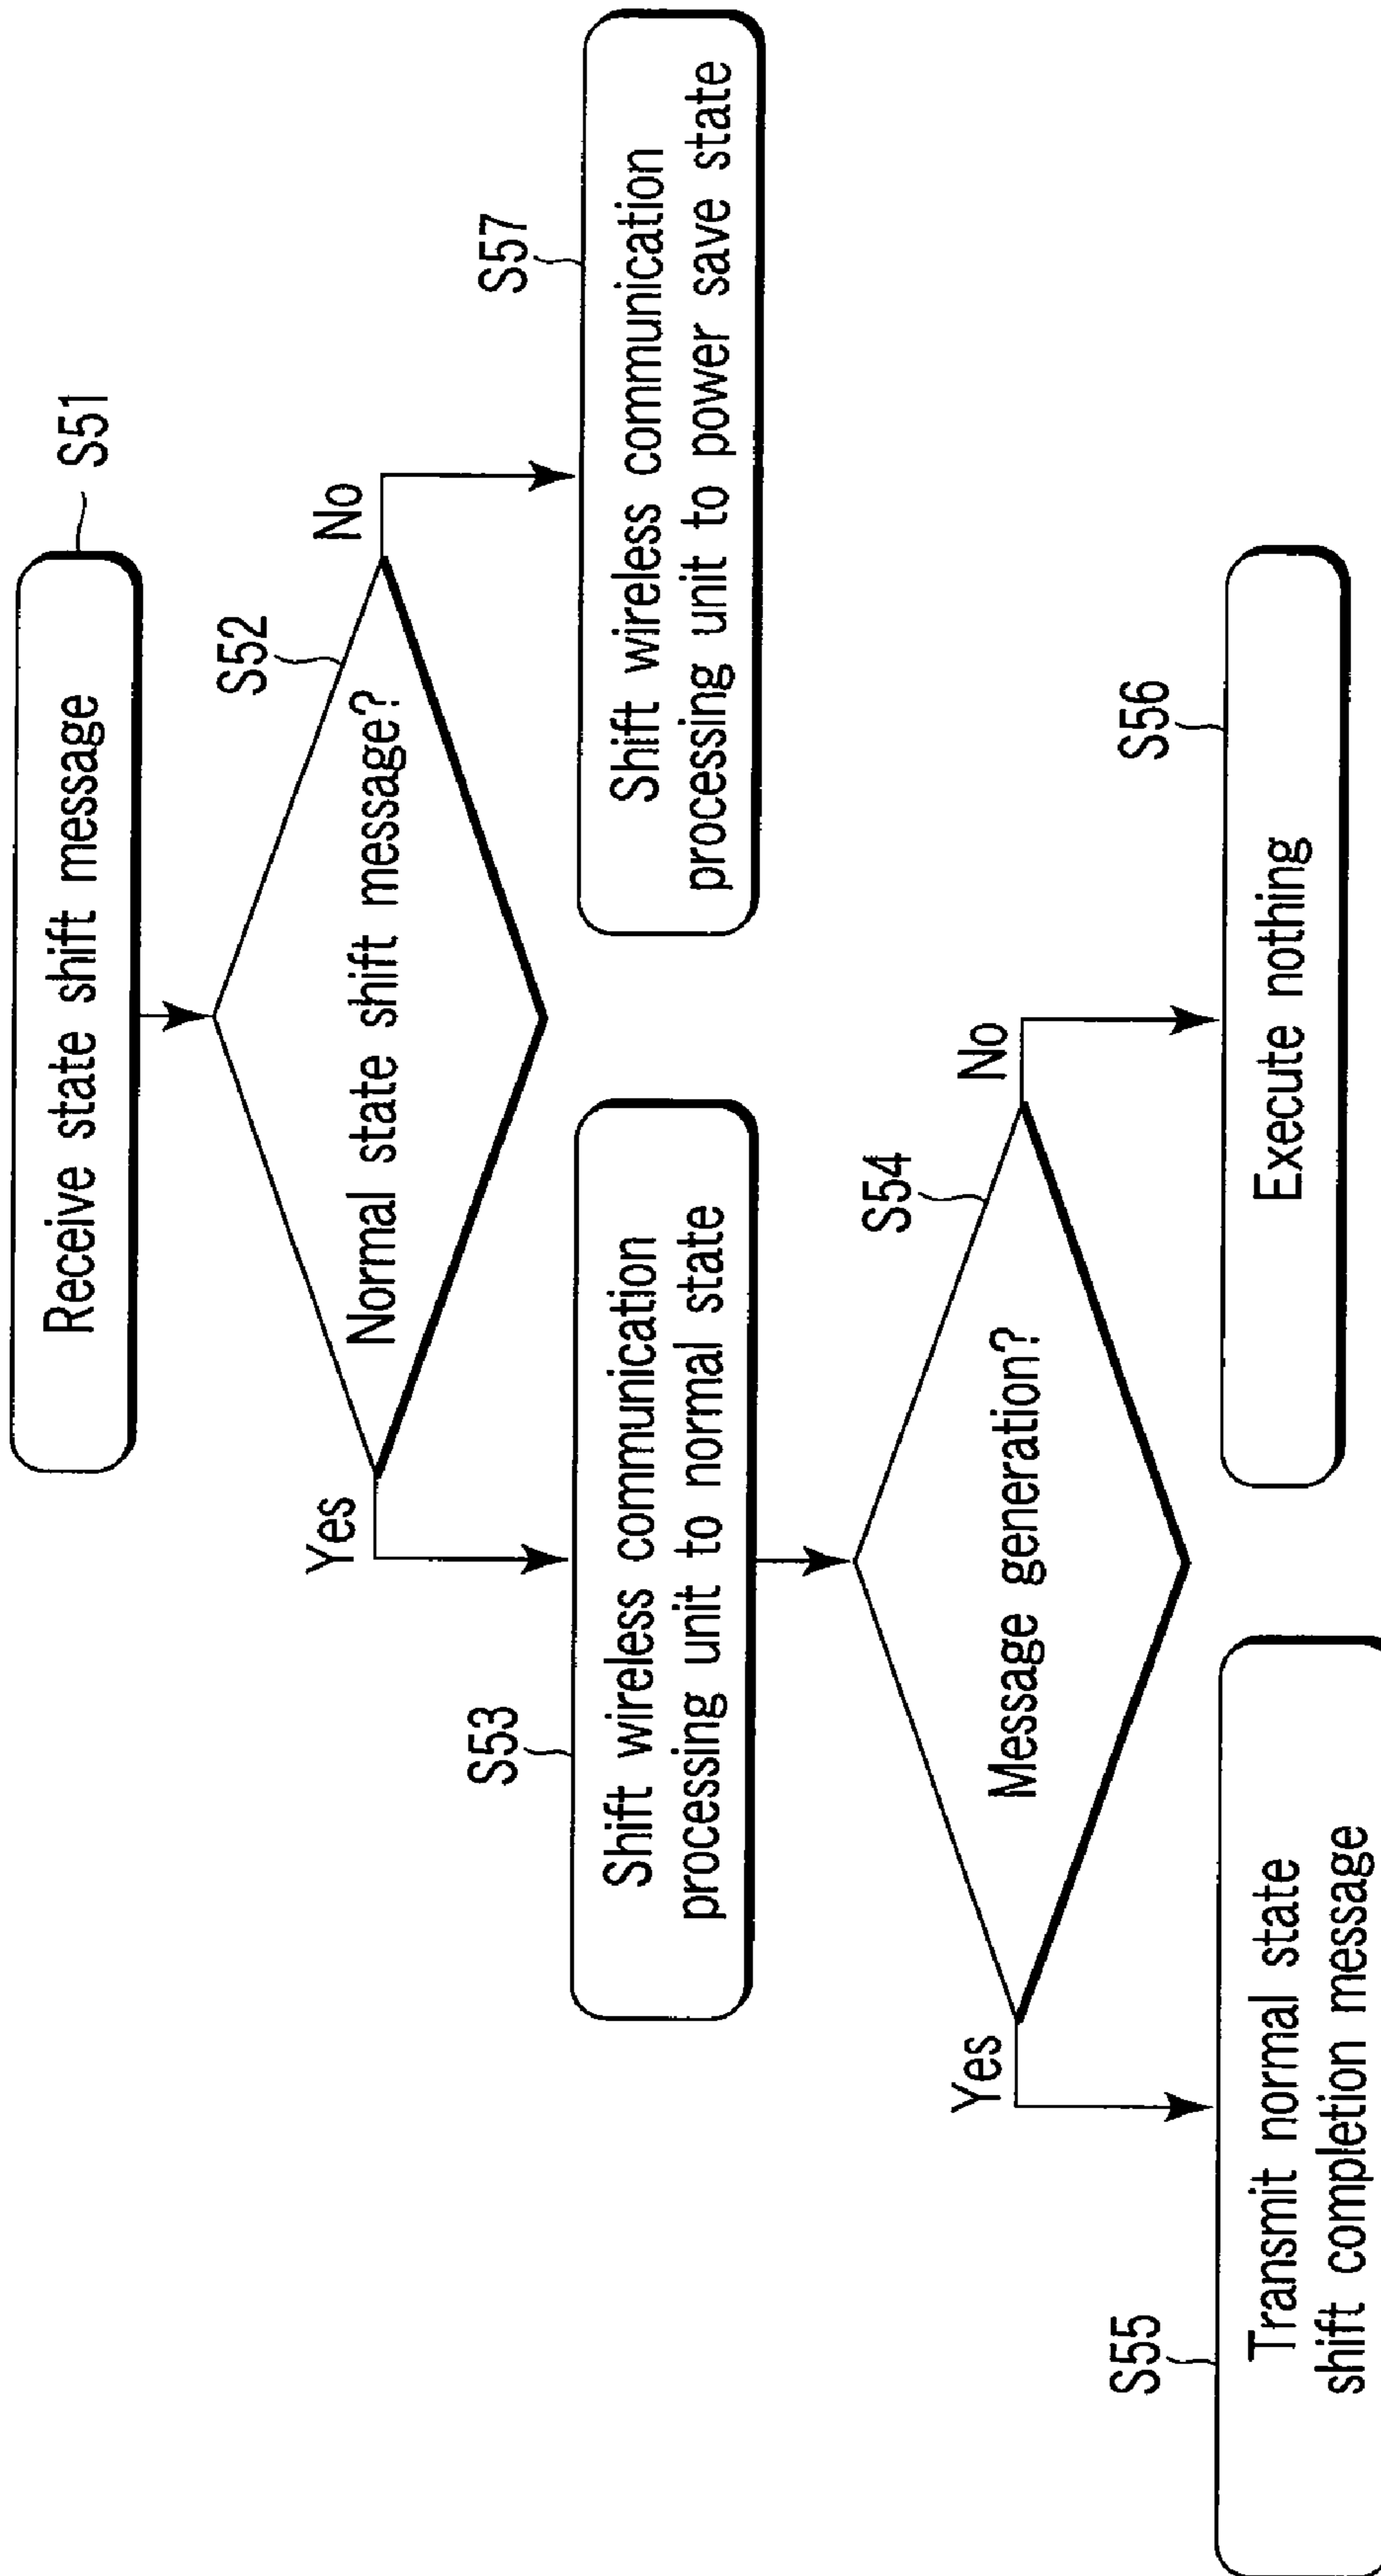 Receive state shift message
S51
S52
Normal state shift message?
Yes
No
S53
Shift wireless communication
processing unit to normal state
S57
Shift wireless communication
processing unit to power save state
S54
Message generation?
Yes
No
S55
Transmit normal state
shift completion message
S56
Execute nothing